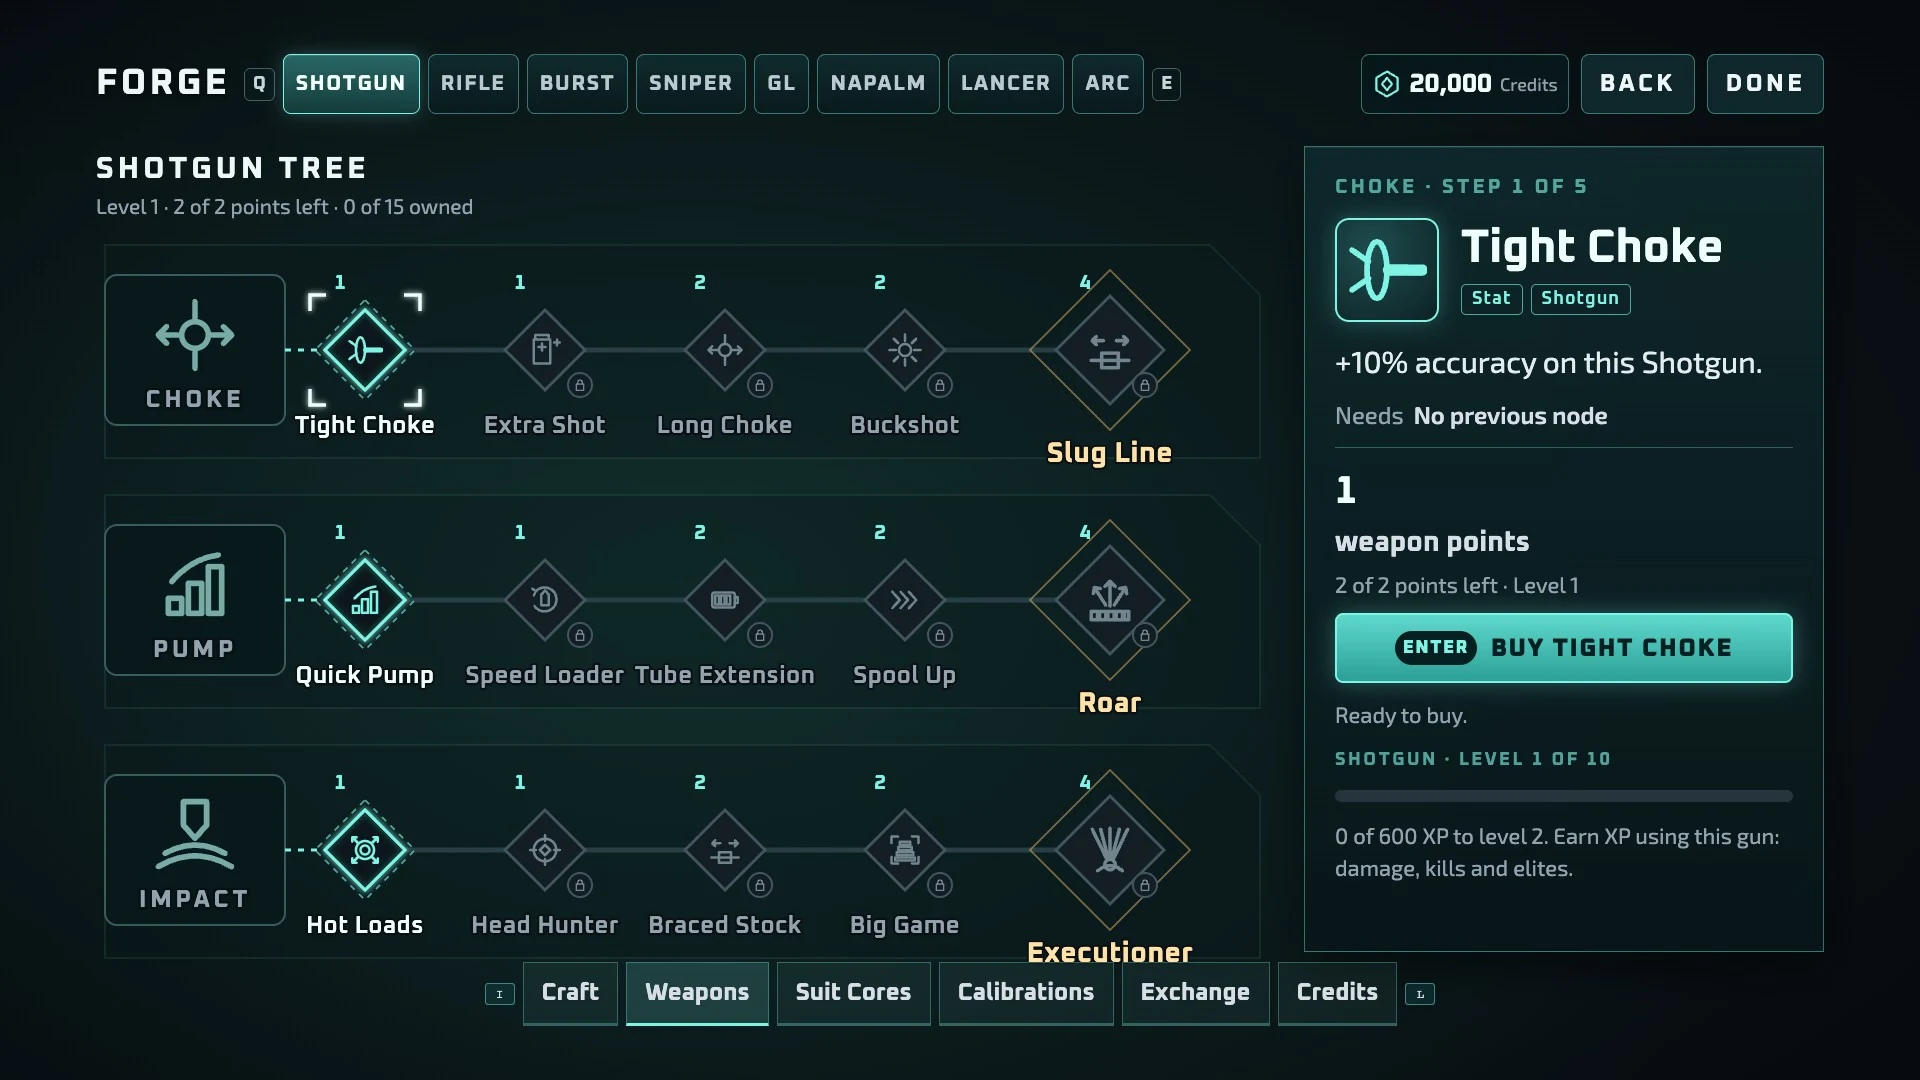 FORGE Q SHOTGUN RIFLE BURST SNIPER GL NAPALM LANCER ARC E 20,000 Credits BACK DONE
SHOTGUN TREE
Level 1 · 2 of 2 points left · 0 of 15 owned
1 1 2 2 4
CHOKE
Tight Choke Extra Shot Long Choke Buckshot
Slug Line
1 1 2 2 4
PUMP
Quick Pump Speed Loader Tube Extension Spool Up
Roar
1 1 2 2 4
IMPACT
Hot Loads Head Hunter Braced Stock Big Game
Executioner
CHOKE · STEP 1 OF 5
Tight Choke
Stat Shotgun
+10% accuracy on this Shotgun.
Needs No previous node
1
weapon points
2 of 2 points left · Level 1
ENTER BUY TIGHT CHOKE
Ready to buy.
SHOTGUN · LEVEL 1 OF 10
0 of 600 XP to level 2. Earn XP using this gun:
damage, kills and elites.
I Craft Weapons Suit Cores Calibrations Exchange Credits L